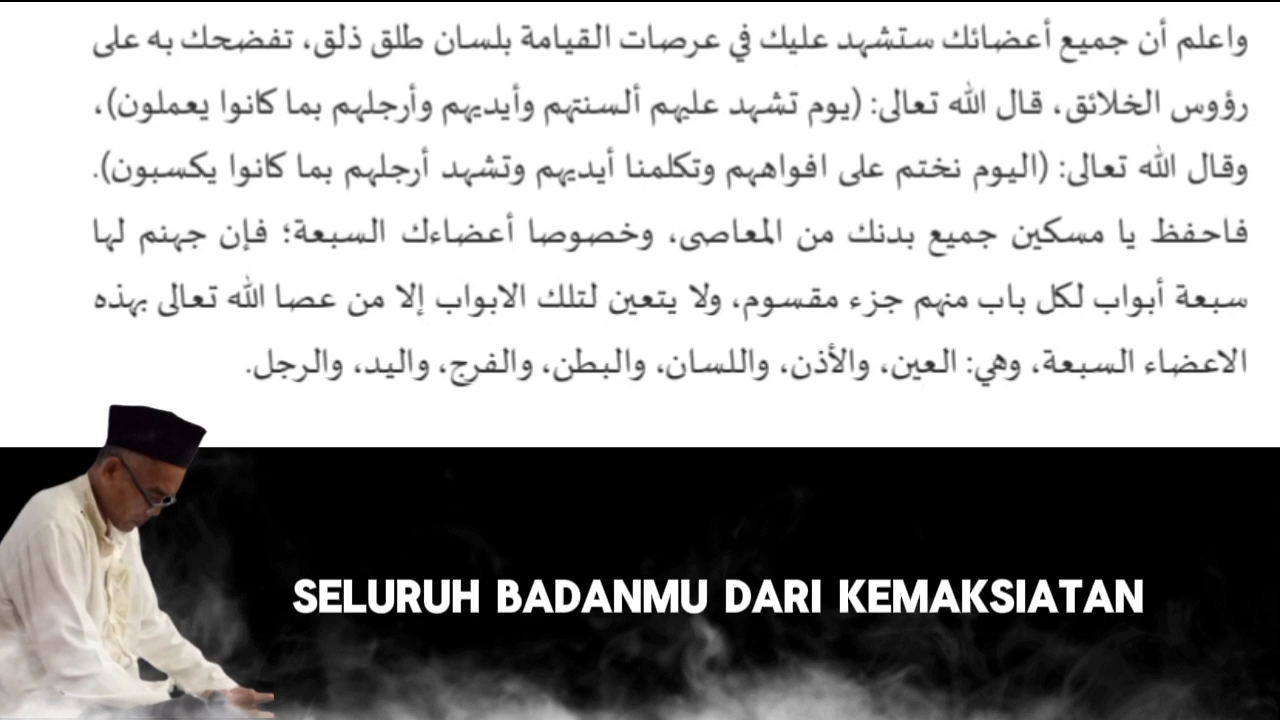 واعلم أن جميع أعضائك ستشهد عليك في عرصات القيامة بلسان طلق ذلق، تفضحك به على
رؤوس الخلائق، قال الله تعالى: (يوم تشهد عليهم ألسنتهم وأيديهم وأرجلهم بما كانوا يعملون)،
وقال الله تعالى: (اليوم نختم على افواههم وتكلمنا أيديهم وتشهد أرجلهم بما كانوا يكسبون).
فاحفظ يا مسكين جميع بدنك من المعاصى، وخصوصا أعضاءك السبعة؛ فإن جهنم لها
سبعة أبواب لكل باب منهم جزء مقسوم، ولا يتعين لتلك الابواب إلا من عصا الله تعالى بهذه
الاعضاء السبعة، وهي: العين، والأذن، واللسان، والبطن، والفرج، واليد، والرجل.
SELURUH BADANMU DARI KEMAKSIATAN